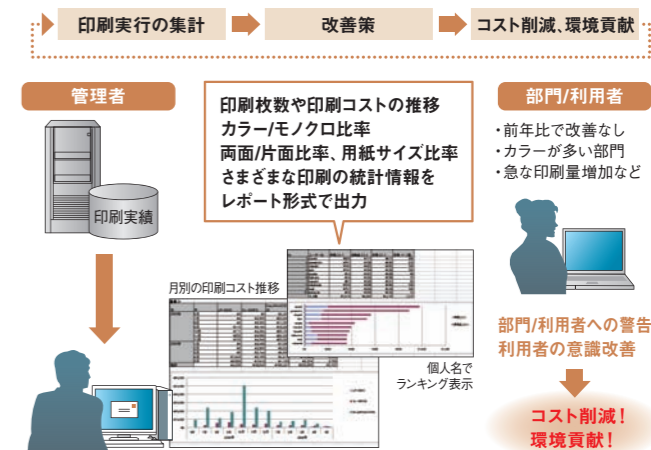 印刷実行の集計
改善策
コスト削減、環境貢献
管理者
印刷実績
印刷枚数や印刷コストの推移
カラー/モノクロ比率
両面/片面比率、用紙サイズ比率
さまざまな印刷の統計情報を
レポート形式で出力
部門/利用者
・前年比で改善なし
・カラーが多い部門
・急な印刷量増加など
月別の印刷コスト推移
個人名で
ランキング表示
部門/利用者への警告
利用者の意識改善
コスト削減!
環境貢献!